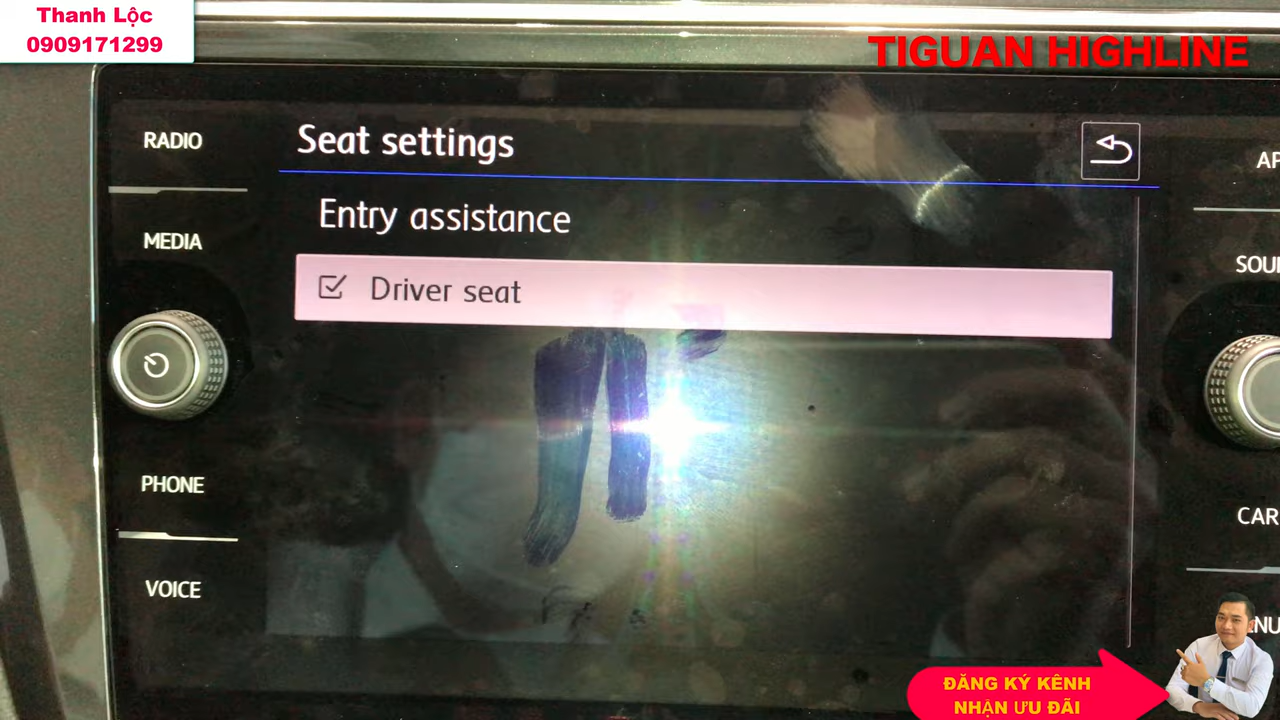 Thanh Lộc
0909171299
TIGUAN HIGHLINE
RADIO
MEDIA
PHONE
VOICE
Seat settings
Entry assistance
Driver seat
CAR
ĐĂNG KÝ KÊNH
NHẬN ƯU ĐÃI